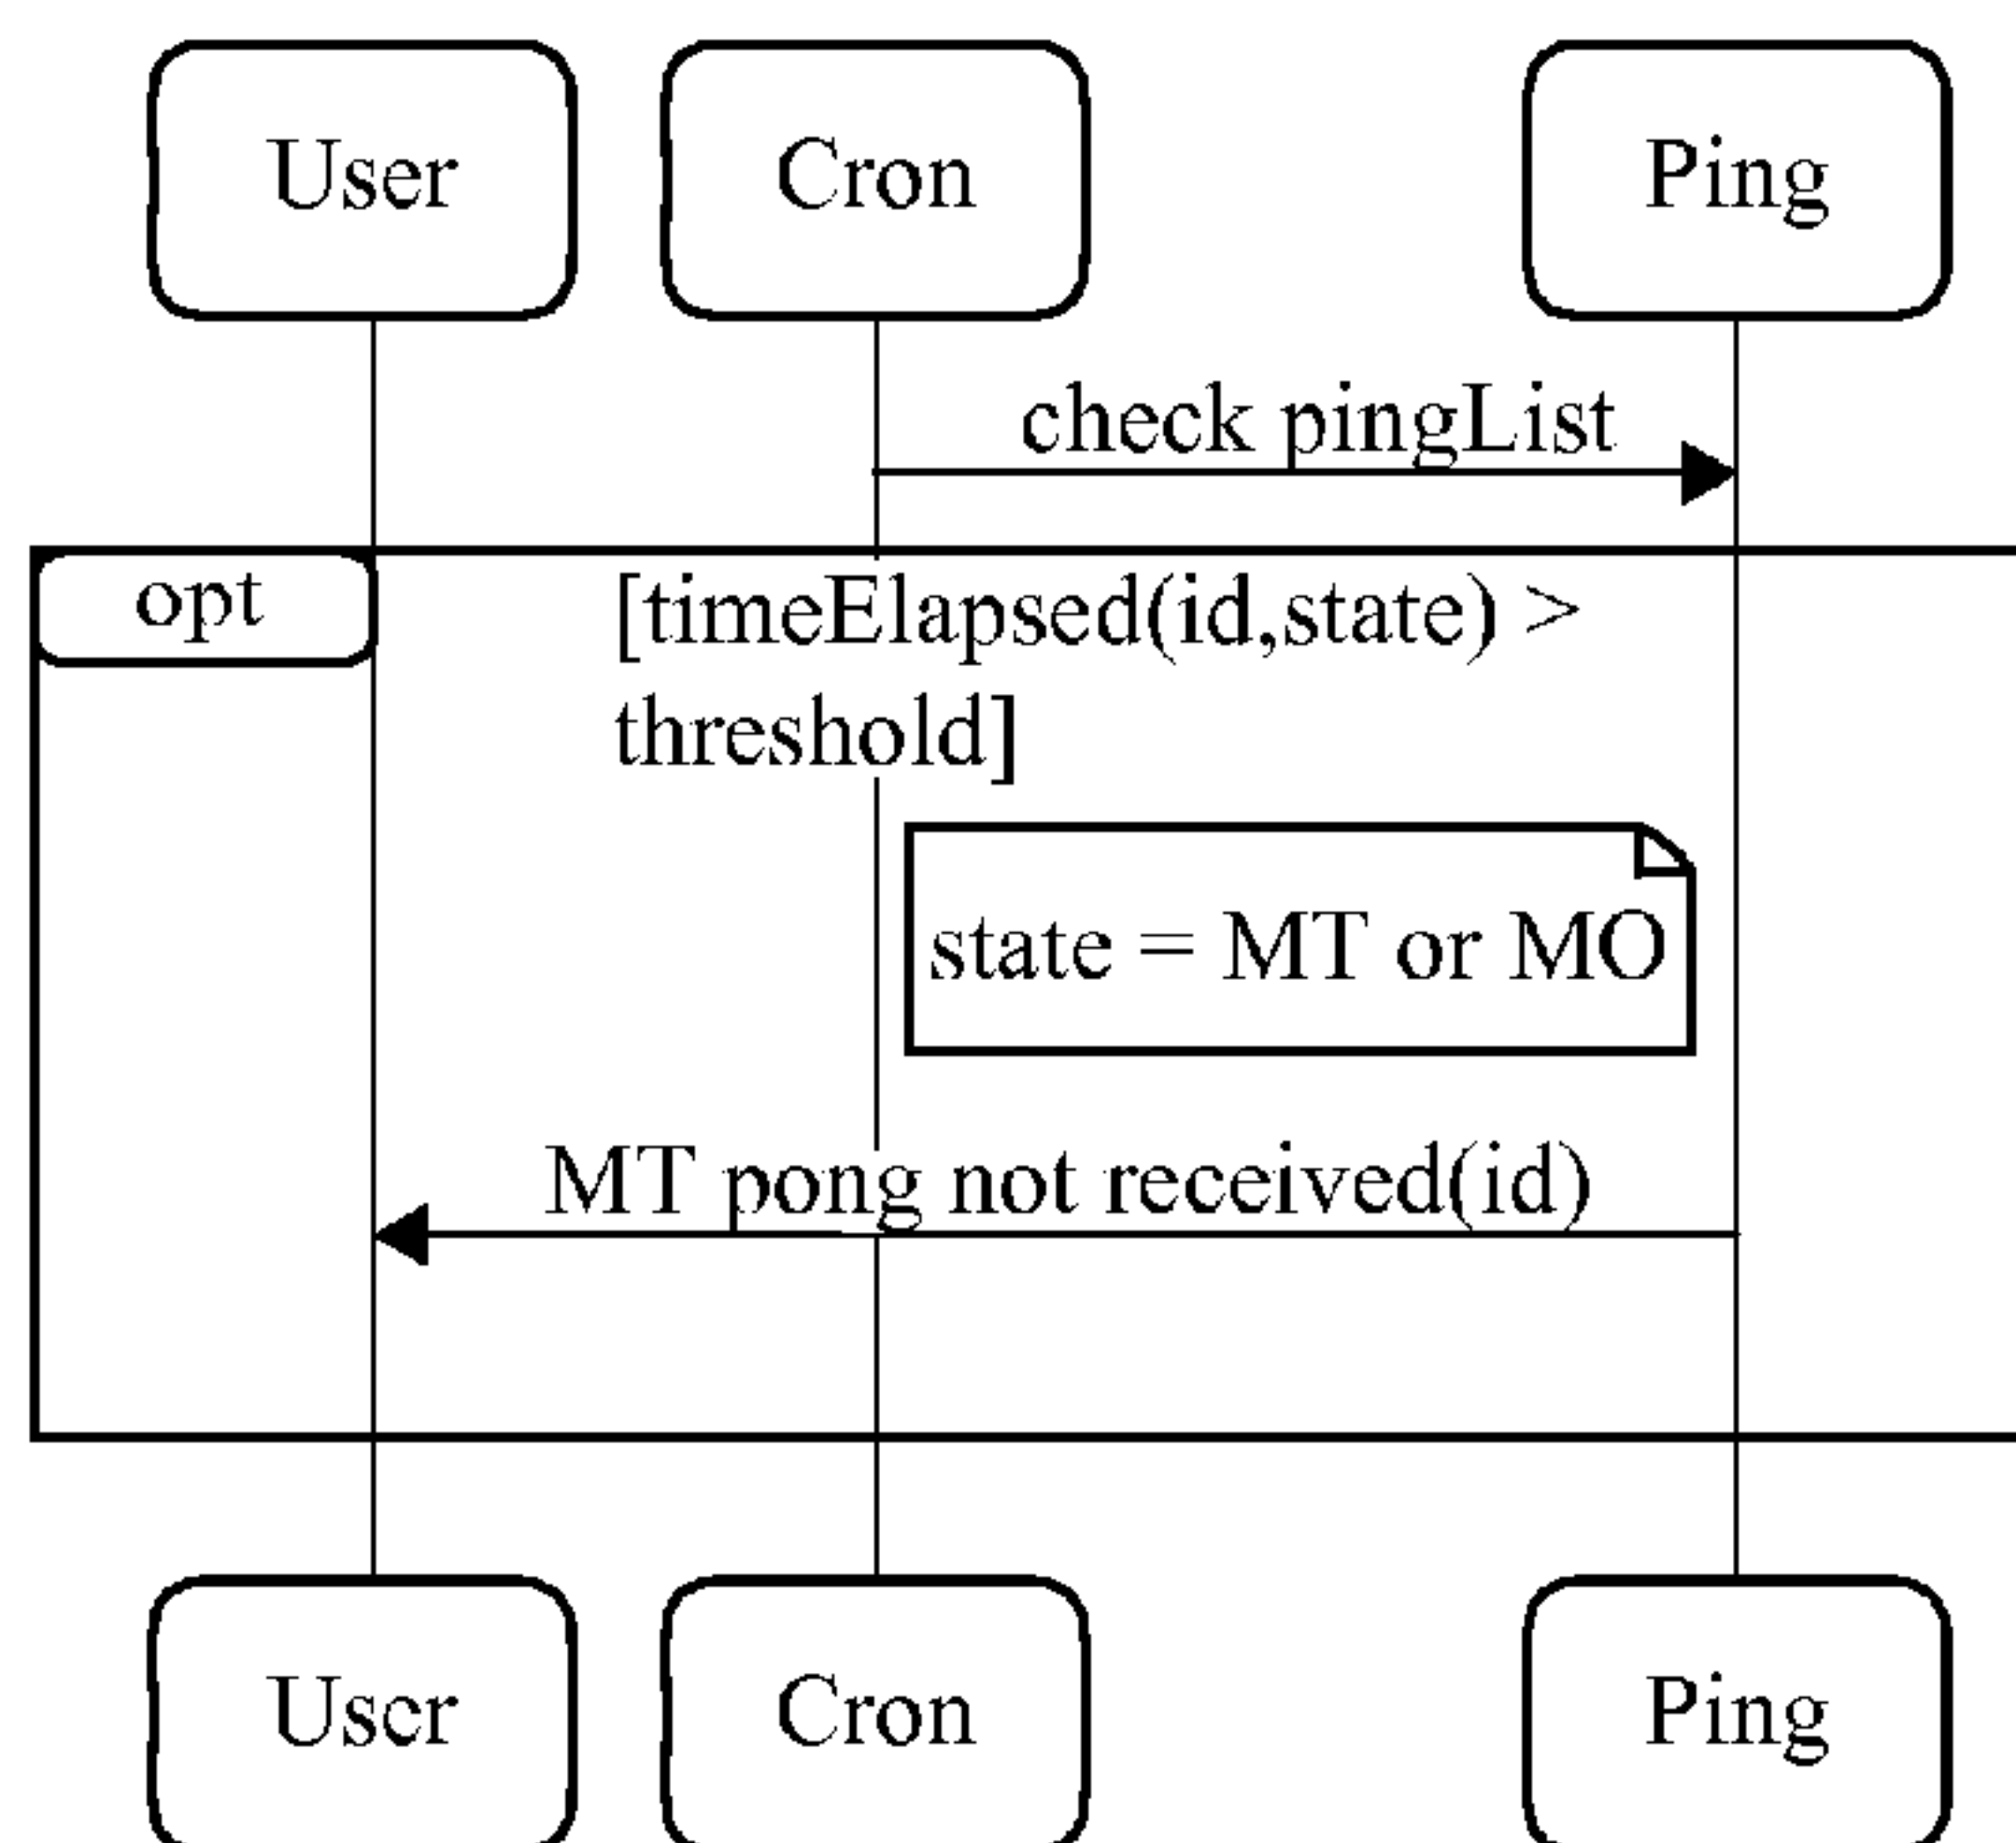 User
Cron
Ping
check pingList
opt
[timeElapsed(id,state) >
threshold]
state = MT or MO
MT pong not received(id)
User
Cron
Ping